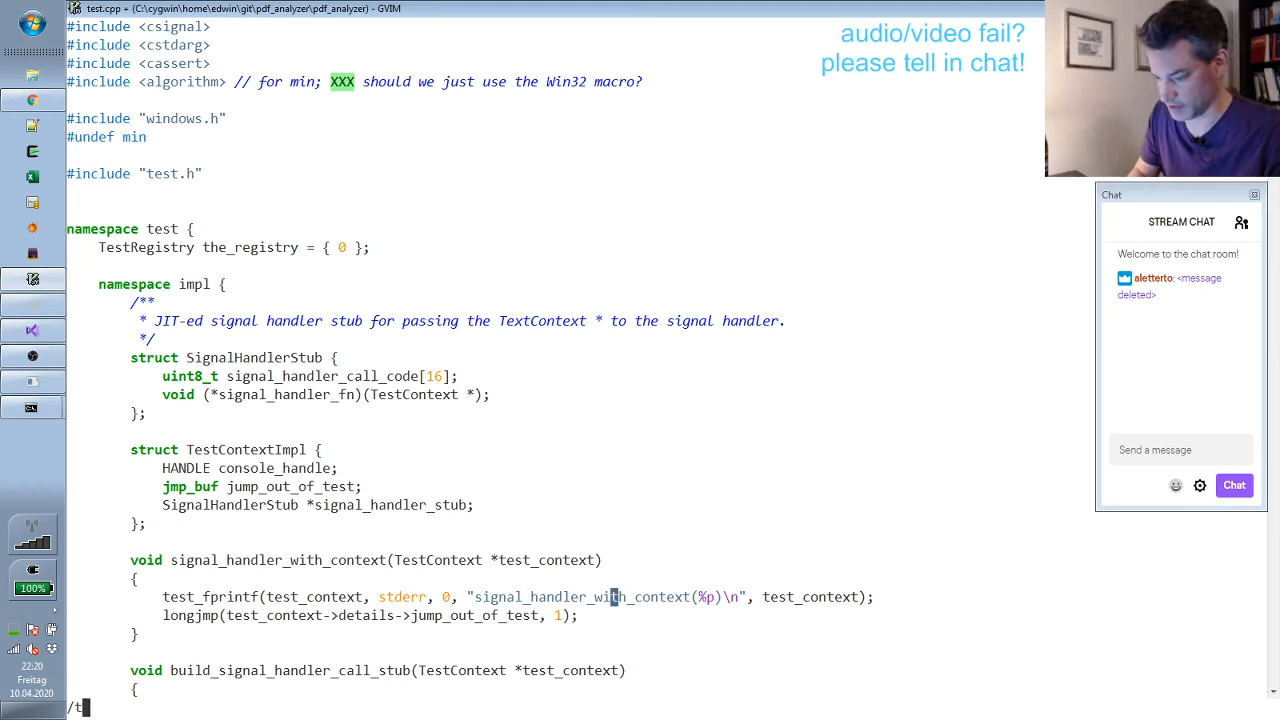 test.cpp + (C:\cygwin\home\edwin\git\pdf_analyzer\pdf_analyzer) - GVIM
#include <csignal>
#include <cstdarg>
#include <cassert>
#include <algorithm> // for min; XXX should we just use the Win32 macro?
#include "windows.h"
#undef min
#include "test.h"
namespace test {
TestRegistry the_registry = { 0 };
namespace impl {
/**
* JIT-ed signal handler stub for passing the TextContext * to the signal handler.
*/
struct SignalHandlerStub {
uint8_t signal_handler_call_code[16];
void (*signal_handler_fn)(TestContext *);
};
struct TestContextImpl {
HANDLE console_handle;
jmp_buf jump_out_of_test;
SignalHandlerStub *signal_handler_stub;
};
void signal_handler_with_context(TestContext *test_context)
{
test_fprintf(test_context, stderr, 0, "signal_handler_with_context(%p)\n", test_context);
longjmp(test_context->details->jump_out_of_test, 1);
}
void build_signal_handler_call_stub(TestContext *test_context)
{
/t
audio/video fail?
please tell in chat!
Chat
STREAM CHAT
Welcome to the chat room!
aletterto: <message
deleted>
Send a message
Chat
100%
22:20
Freitag
10.04.2020